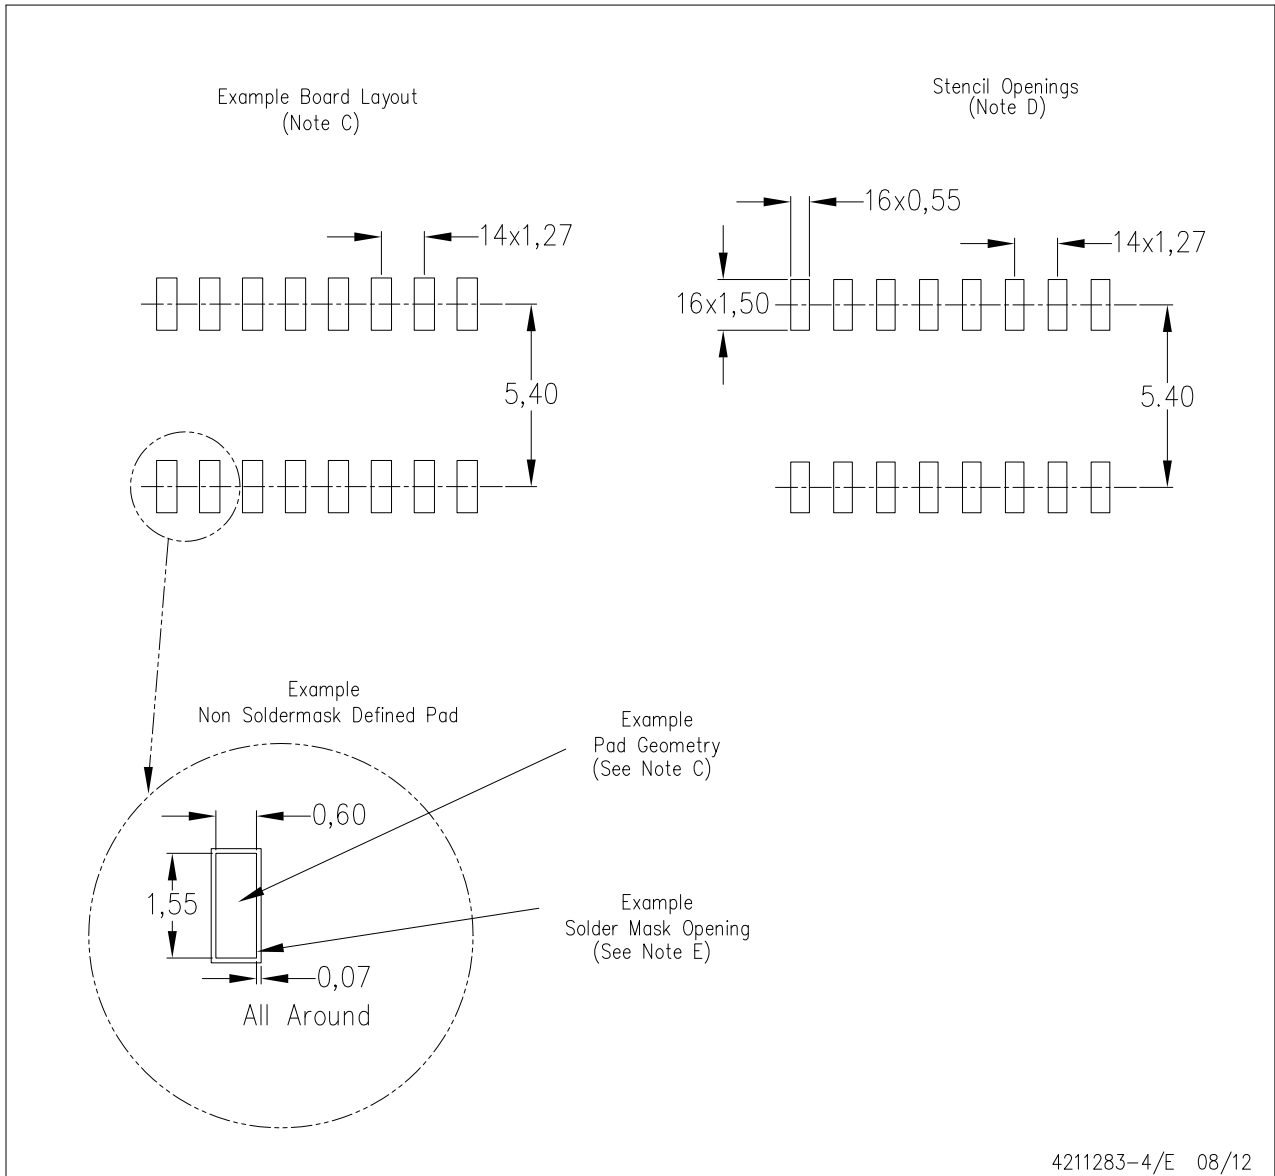 Example Board Layout
(Note C)
14x1,27
5,40
Stencil Openings
(Note D)
16x0,55
14x1,27
16x1,50
5.40
Example
Non Soldermask Defined Pad
0,60
1,55
0,07
All Around
Example
Pad Geometry
(See Note C)
Example
Solder Mask Opening
(See Note E)
4211283-4/E 08/12